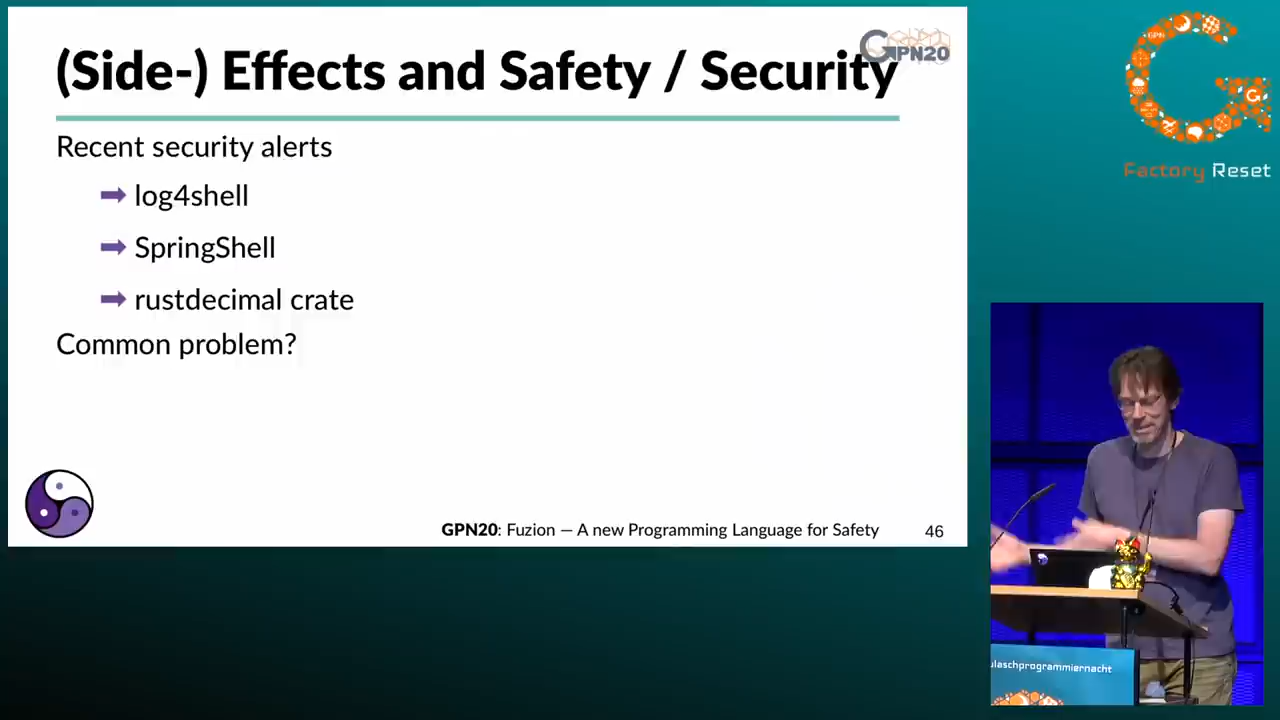 (Side-) Effects and Safety / Security
GPN20
Recent security alerts
log4shell
SpringShell
rustdecimal crate
Common problem?
GPN20: Fuzion — A new Programming Language for Safety
46
Factory Reset
ulaschprogrammiernacht